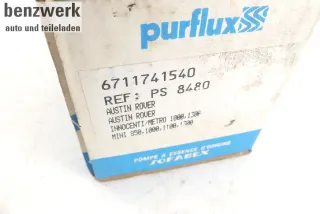 benzwerk
auto und teileladen
purflux
6711741540
REF: PS 8480
AUSTIN ROVER
AUSTIN ROVER
INNOCENTI/METRO 1000,1300
MINI 850,1000,1100,1300
POMPE A ESSENCE D'ORIGINE
SOFABEX